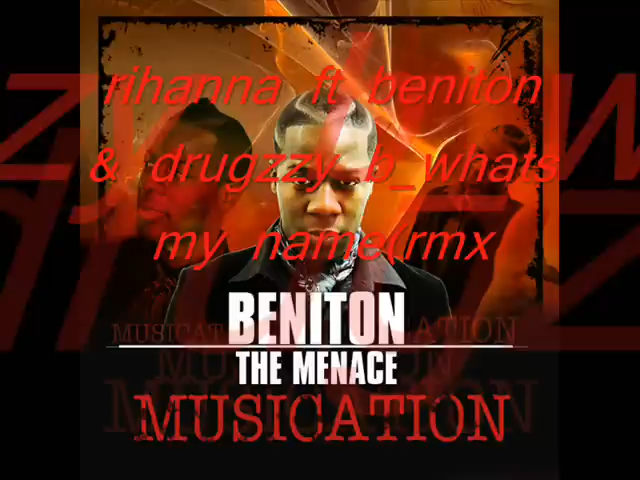 rihanna ft beniton
& drugzzy b_whats
my name(rmx
BENITON
THE MENACE
MUSICATION